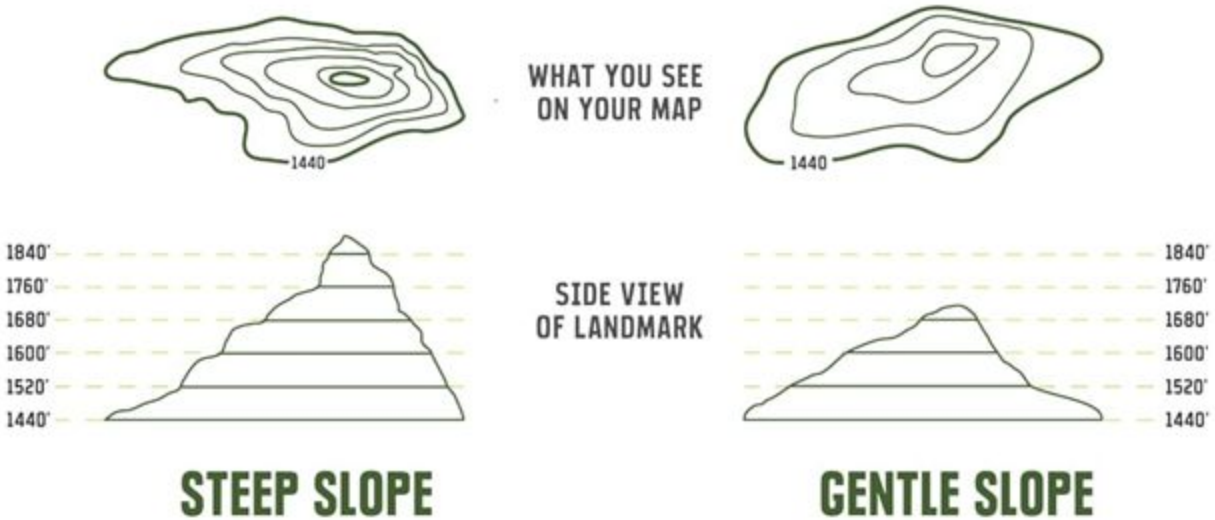 WHAT YOU SEE
ON YOUR MAP
1440
1440
1840'
1760'
1680'
1600'
1520'
1440'
SIDE VIEW
OF LANDMARK
1840'
1760'
1680'
1600'
1520'
1440'
STEEP SLOPE
GENTLE SLOPE